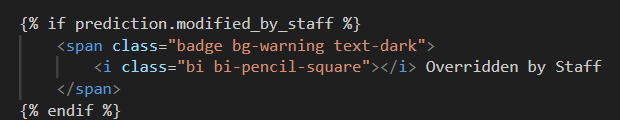 {% if prediction.modified_by_staff %}
    <span class="badge bg-warning text-dark">
        <i class="bi bi-pencil-square"></i> Overridden by Staff
    </span>
{% endif %}